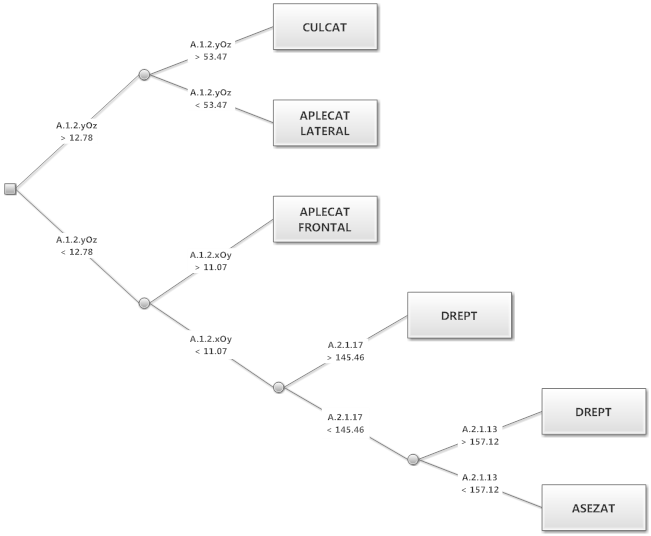 CULCAT
A.1.2.yOz
> 53.47
A.1.2.yOz
< 53.47
APLECAT
LATERAL
A.1.2.yOz
> 12.78
APLECAT
FRONTAL
A.1.2.yOz
< 12.78
A.1.2.xOy
> 11.07
A.1.2.xOy
< 11.07
DREPT
A.2.1.17
> 145.46
A.2.1.17
< 145.46
DREPT
A.2.1.13
> 157.12
A.2.1.13
< 157.12
ASEZAT